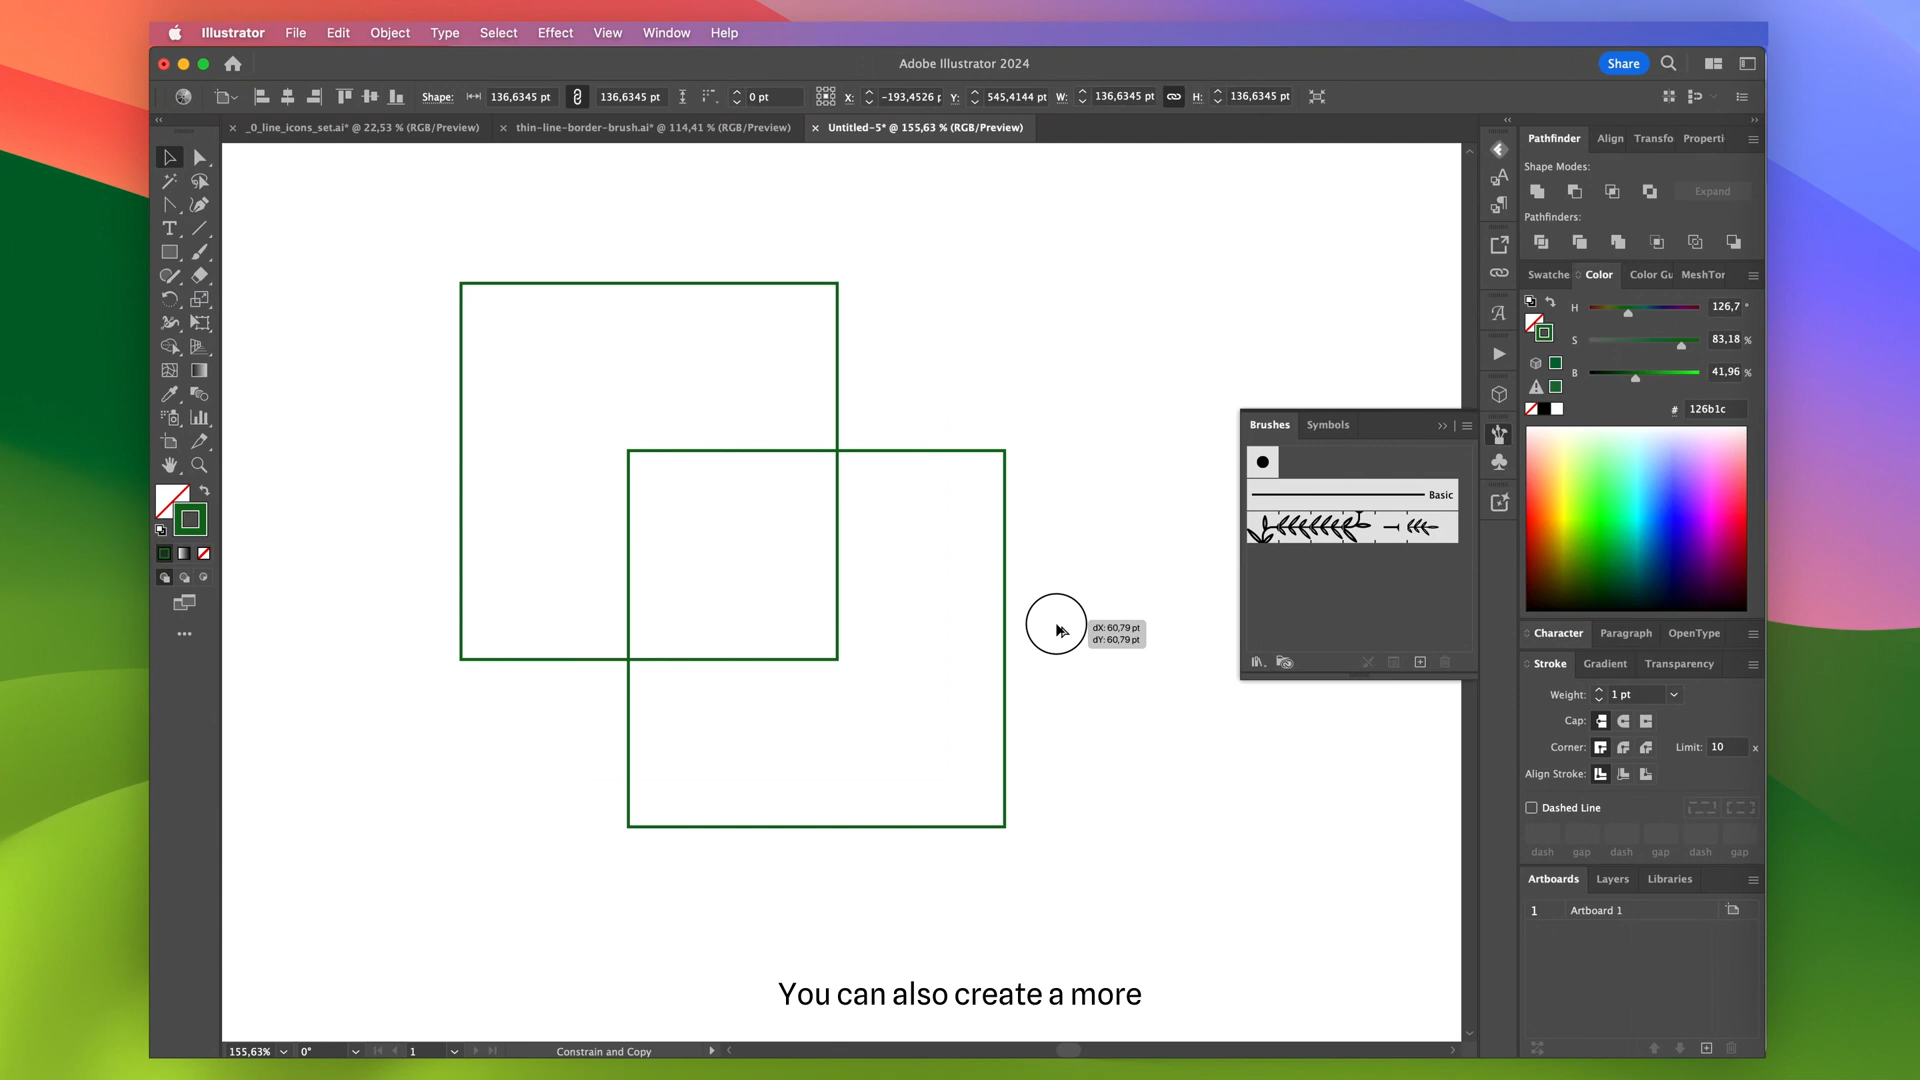 Illustrator File Edit Object Type Select Effect View Window Help
Adobe Illustrator 2024
Share
Shape: 136,6345 pt 136,6345 pt 0 pt X: -193,4526 p Y: 545,4144 pt W: 136,6345 pt H: 136,6345 pt
_0_line_icons_set.ai* @ 22,53 % (RGB/Preview)
thin-line-border-brush.ai* @ 114,41 % (RGB/Preview)
Untitled-5* @ 155,63 % (RGB/Preview)
Pathfinder Align Transfo Properti
Shape Modes:
Expand
Pathfinders:
Swatche Color Color Gu MeshTor
H 126,7 °
S 83,18 %
B 41,96 %
# 126b1c
Brushes Symbols
Basic
dX: 60,79 pt
dY: 60,79 pt
Character Paragraph OpenType
Stroke Gradient Transparency
Weight: 1 pt
Cap:
Corner: Limit: 10 x
Align Stroke:
Dashed Line
dash gap dash gap dash gap
Artboards Layers Libraries
1 Artboard 1
You can also create a more
155,63% 0° 1 Constrain and Copy